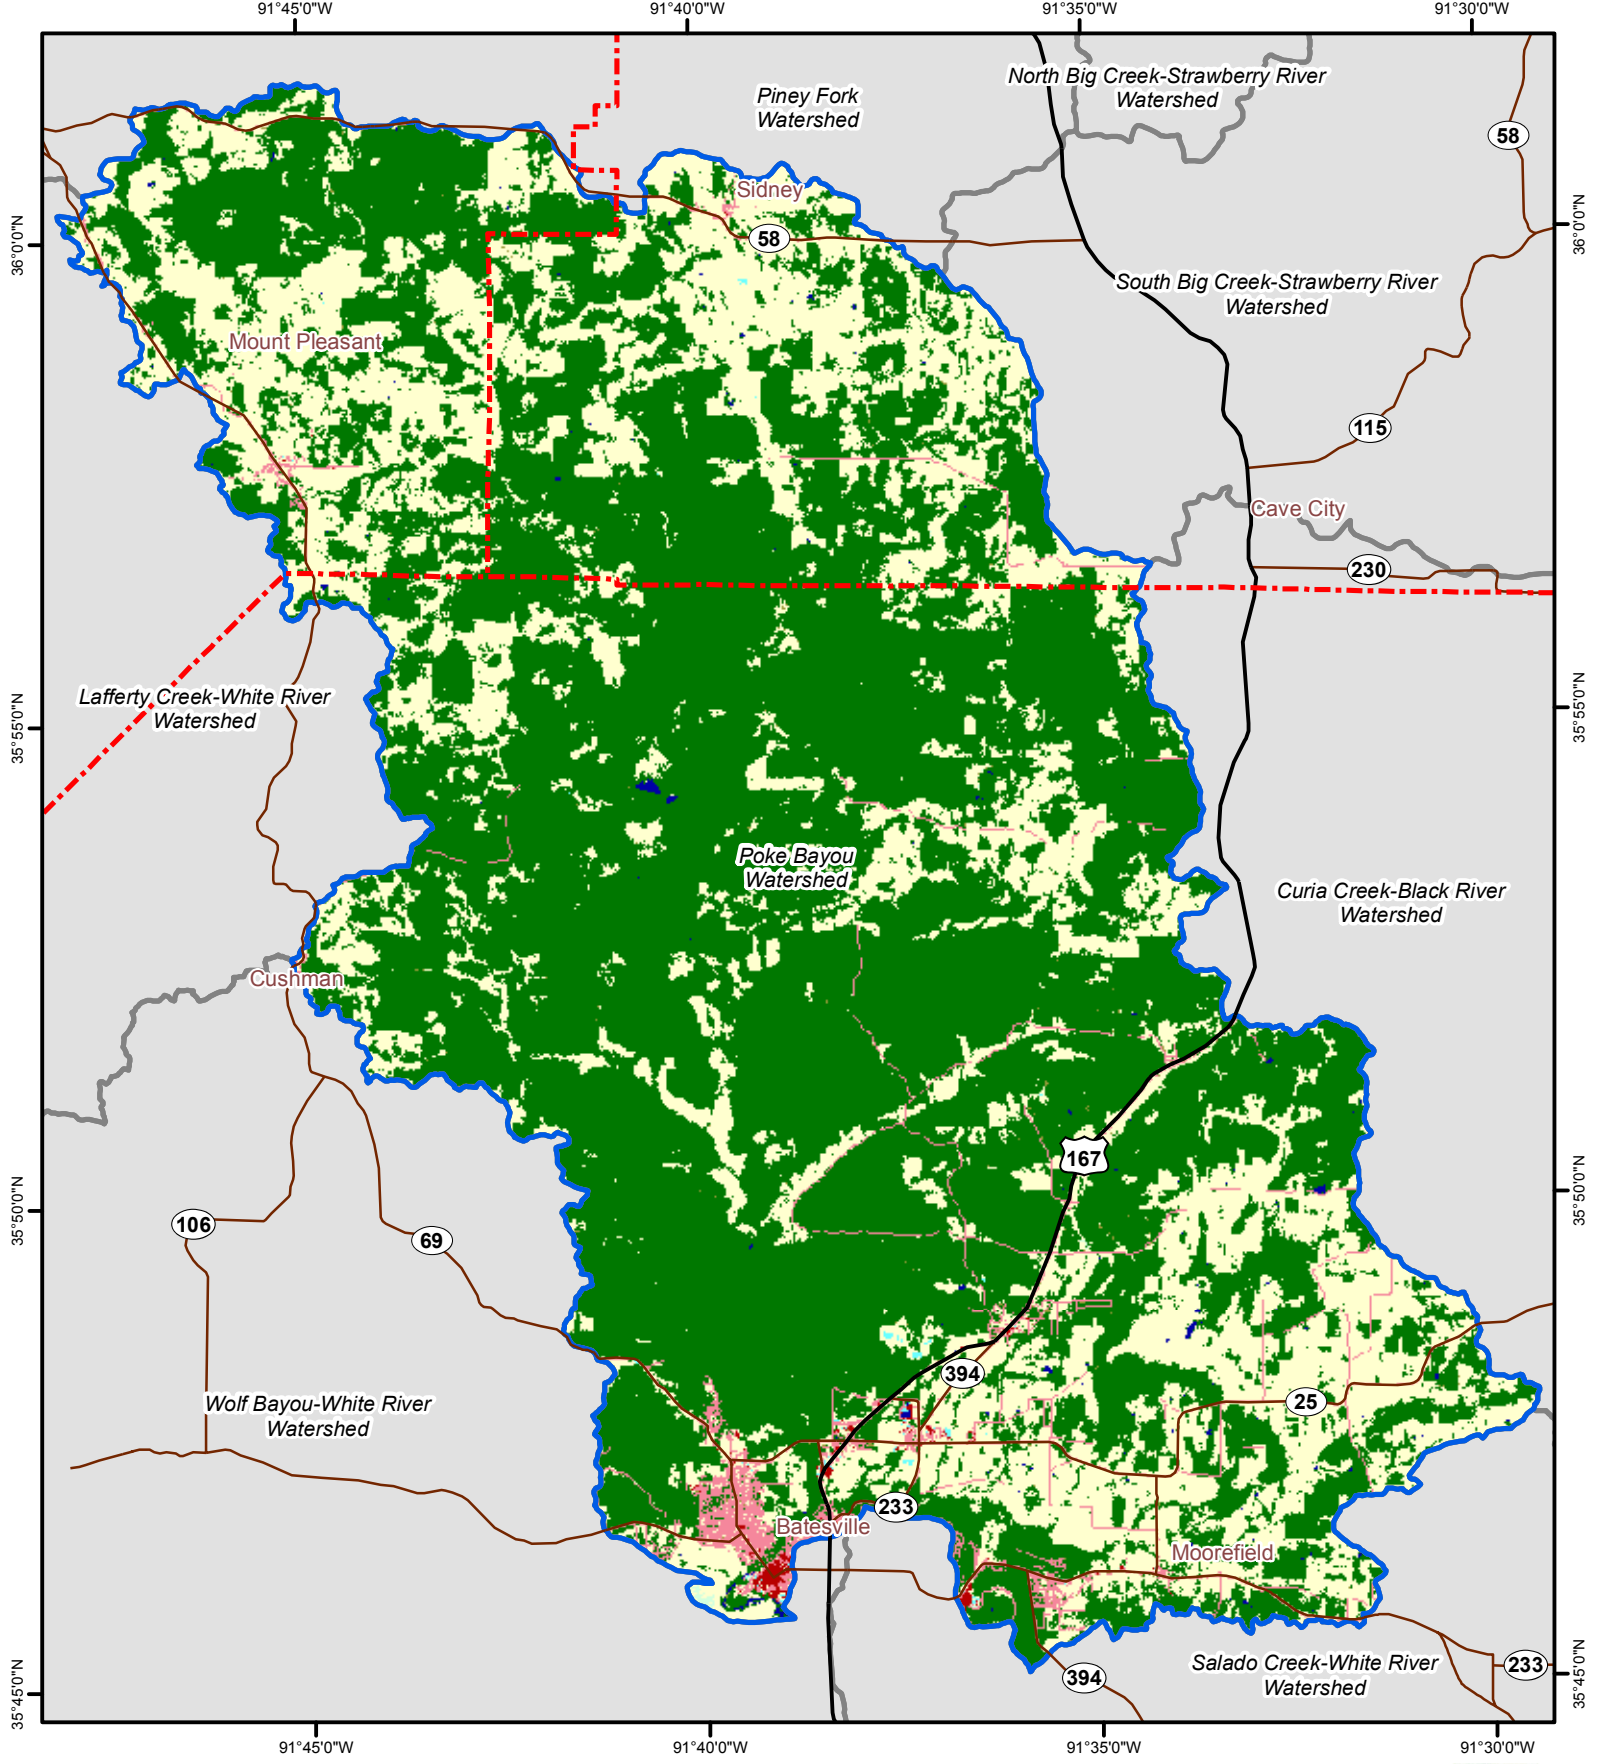 91°45'0"W
91°40'0"W
91°35'0"W
91°30'0"W
North Big Creek-Strawberry River
Watershed
Piney Fork
Watershed
58
Sidney
58
36°0'0"N
36°0'0"N
South Big Creek-Strawberry River
Watershed
Mount Pleasant
115
Cave City
230
Lafferty Creek-White River
Watershed
35°55'0"N
35°55'0"N
Poke Bayou
Watershed
Curia Creek-Black River
Watershed
Cushman
167
35°50'0"N
35°50'0"N
106
69
394
25
Wolf Bayou-White River
Watershed
233
Batesville
Moorefield
Salado Creek-White River
Watershed
233
394
35°45'0"N
35°45'0"N
91°45'0"W
91°40'0"W
91°35'0"W
91°30'0"W